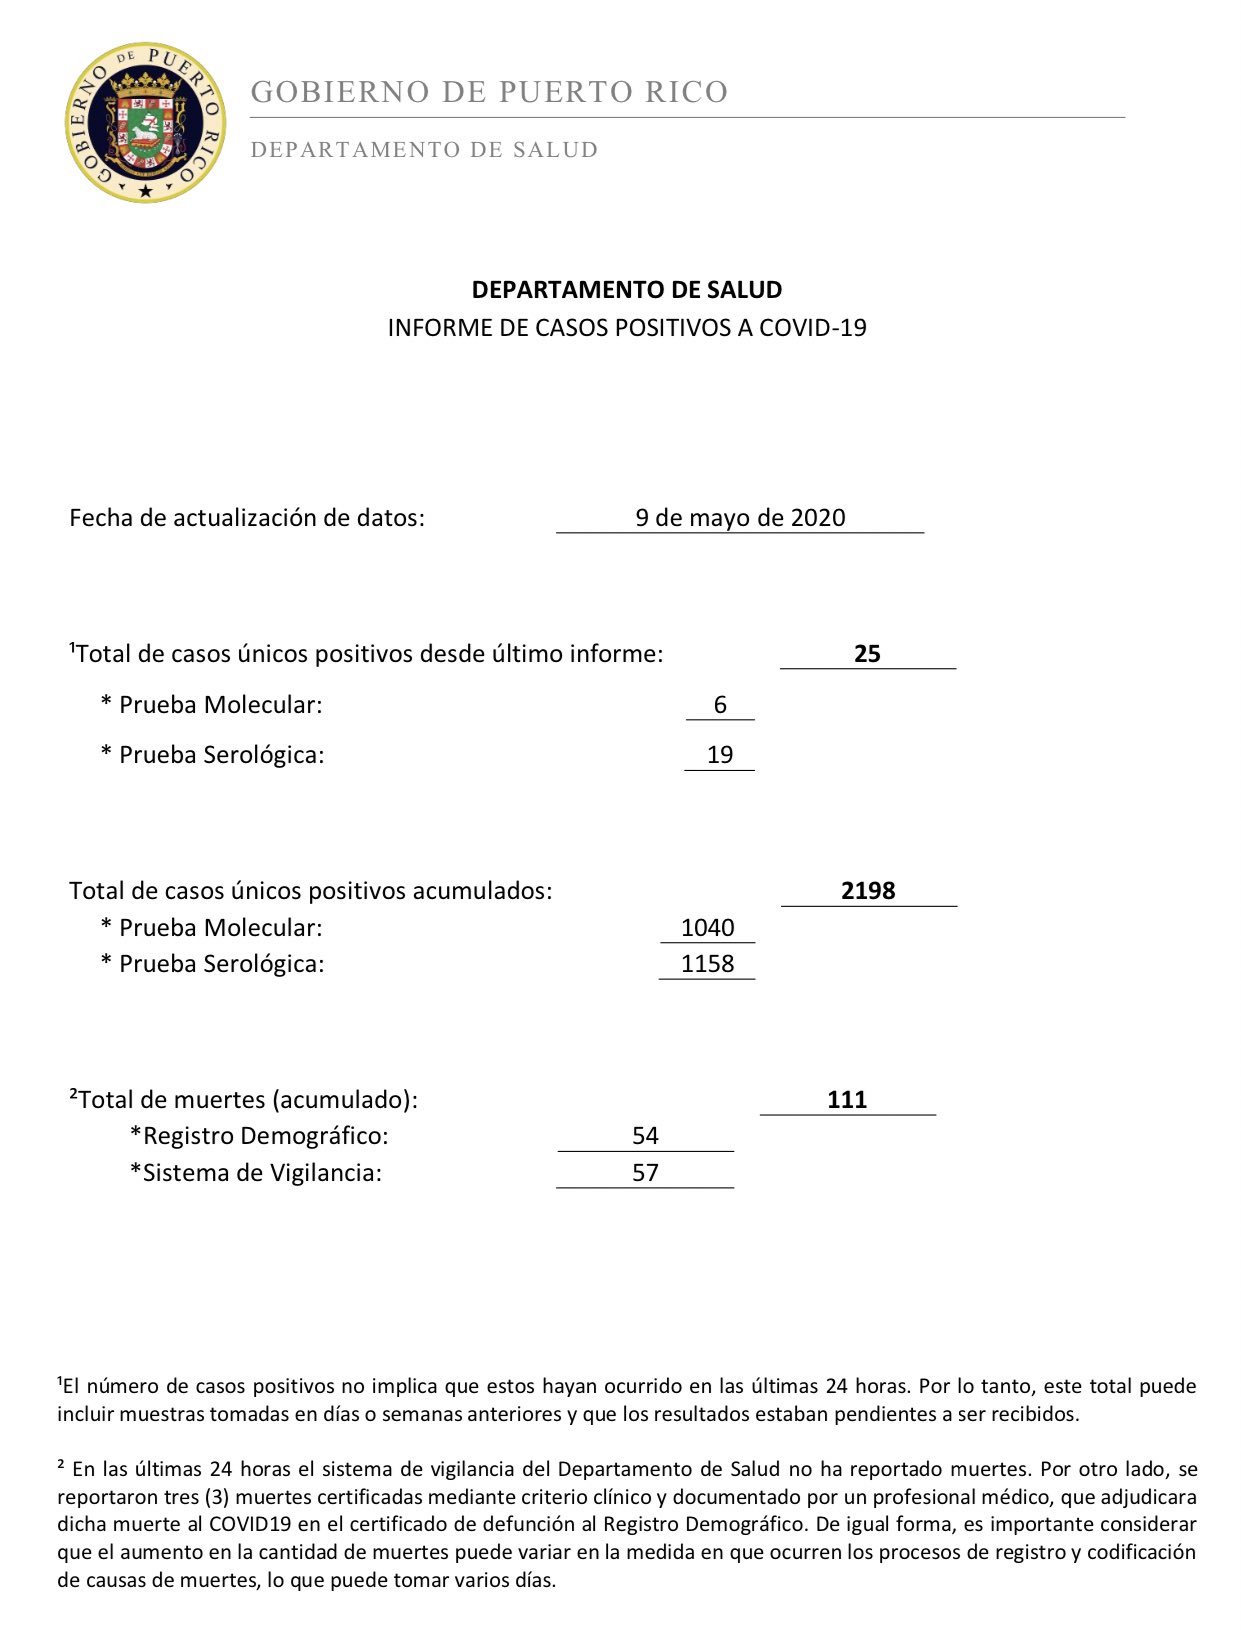 GOBIERNO DE PUERTO RICO
GOBIERNO DE PUERTO RICO
DEPARTAMENTO DE SALUD
DEPARTAMENTO DE SALUD
INFORME DE CASOS POSITIVOS A COVID-19
Fecha de actualización de datos: 9 de mayo de 2020
¹Total de casos únicos positivos desde último informe: 25
* Prueba Molecular: 6
* Prueba Serológica: 19
Total de casos únicos positivos acumulados: 2198
* Prueba Molecular: 1040
* Prueba Serológica: 1158
²Total de muertes (acumulado): 111
*Registro Demográfico: 54
*Sistema de Vigilancia: 57
¹El número de casos positivos no implica que estos hayan ocurrido en las últimas 24 horas. Por lo tanto, este total puede
incluir muestras tomadas en días o semanas anteriores y que los resultados estaban pendientes a ser recibidos.
² En las últimas 24 horas el sistema de vigilancia del Departamento de Salud no ha reportado muertes. Por otro lado, se
reportaron tres (3) muertes certificadas mediante criterio clínico y documentado por un profesional médico, que adjudicara
dicha muerte al COVID19 en el certificado de defunción al Registro Demográfico. De igual forma, es importante considerar
que el aumento en la cantidad de muertes puede variar en la medida en que ocurren los procesos de registro y codificación
de causas de muertes, lo que puede tomar varios días.